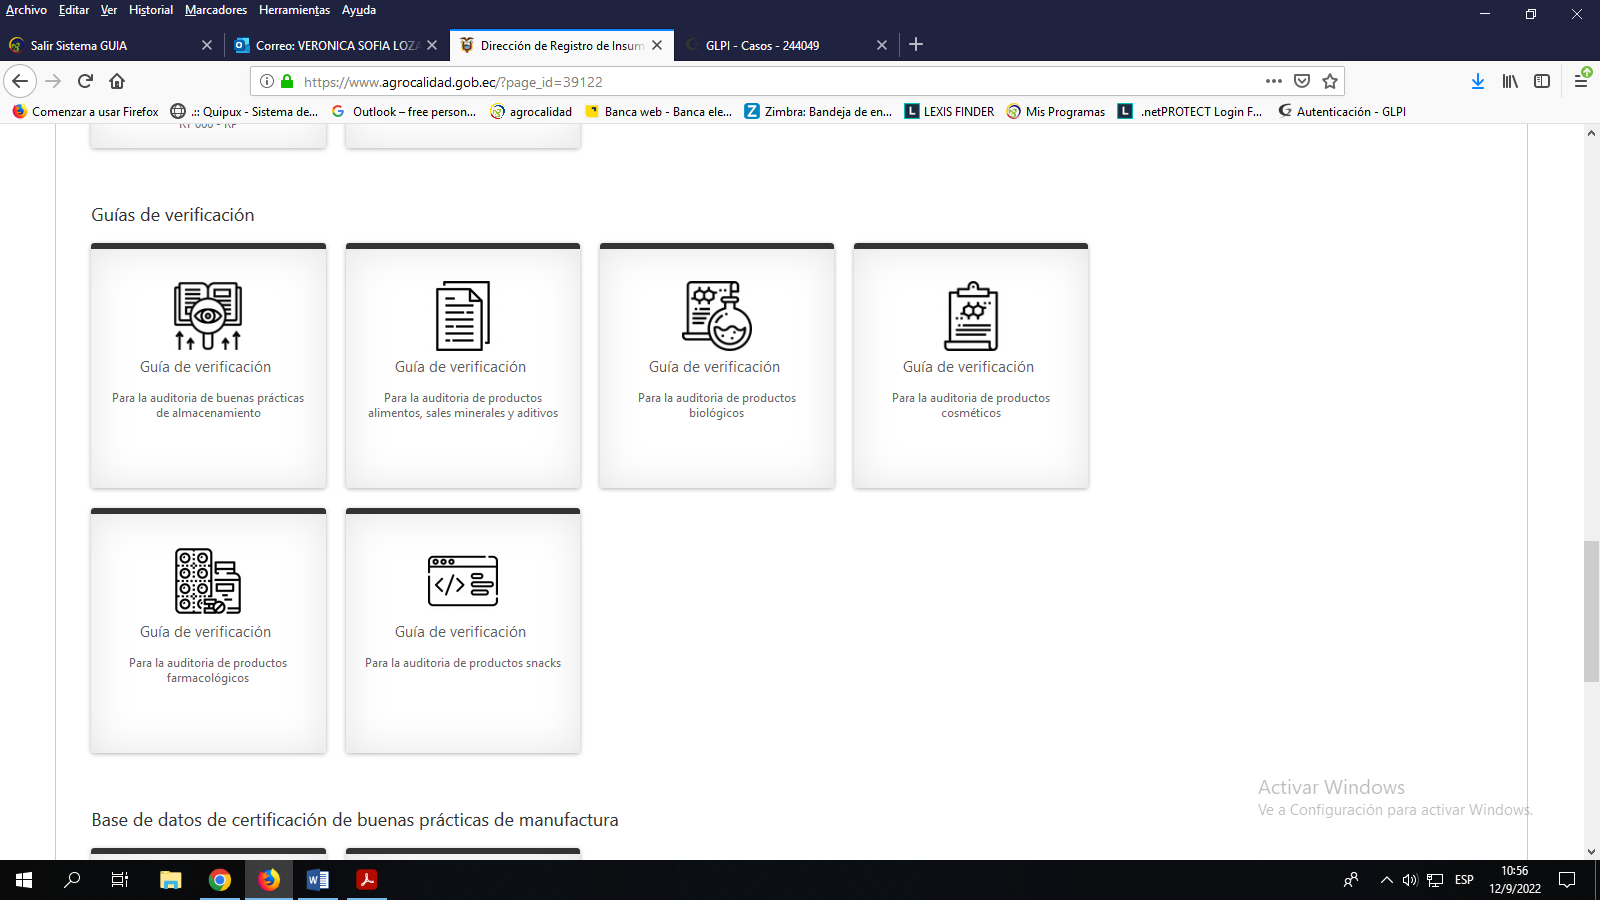 Archivo Editar Ver Historial Marcadores Herramientas Ayuda
Salir Sistema GUIA
Correo: VERONICA SOFIA LOZA
Dirección de Registro de Insum
GLPI - Casos - 244049
https://www.agrocalidad.gob.ec/?page_id=39122
Comenzar a usar Firefox
.:: Quipux - Sistema de...
Outlook – free person...
agrocalidad
Banca web - Banca ele...
Zimbra: Bandeja de en...
LEXIS FINDER
Mis Programas
.netPROTECT Login F...
Autenticación - GLPI
Guías de verificación
Guía de verificación
Para la auditoria de buenas prácticas
de almacenamiento
Guía de verificación
Para la auditoria de productos
alimentos, sales minerales y aditivos
Guía de verificación
Para la auditoria de productos
biológicos
Guía de verificación
Para la auditoria de productos
cosméticos
Guía de verificación
Para la auditoria de productos
farmacológicos
Guía de verificación
Para la auditoria de productos snacks
Activar Windows
Ve a Configuración para activar Windows.
Base de datos de certificación de buenas prácticas de manufactura
ESP
10:56
12/9/2022